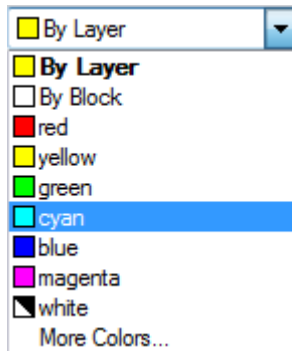 By Layer
By Layer
By Block
red
yellow
green
cyan
blue
magenta
white
More Colors...